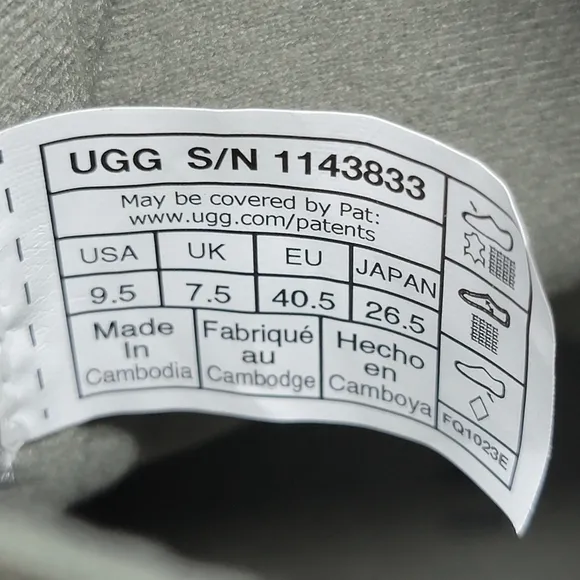 UGG S/N 1143833
May be covered by Pat:
www.ugg.com/patents
USA UK EU JAPAN
9.5 7.5 40.5 26.5
Made
In
Cambodia
Fabriqué
au
Cambodge
Hecho
en
Camboya
FQ1023E